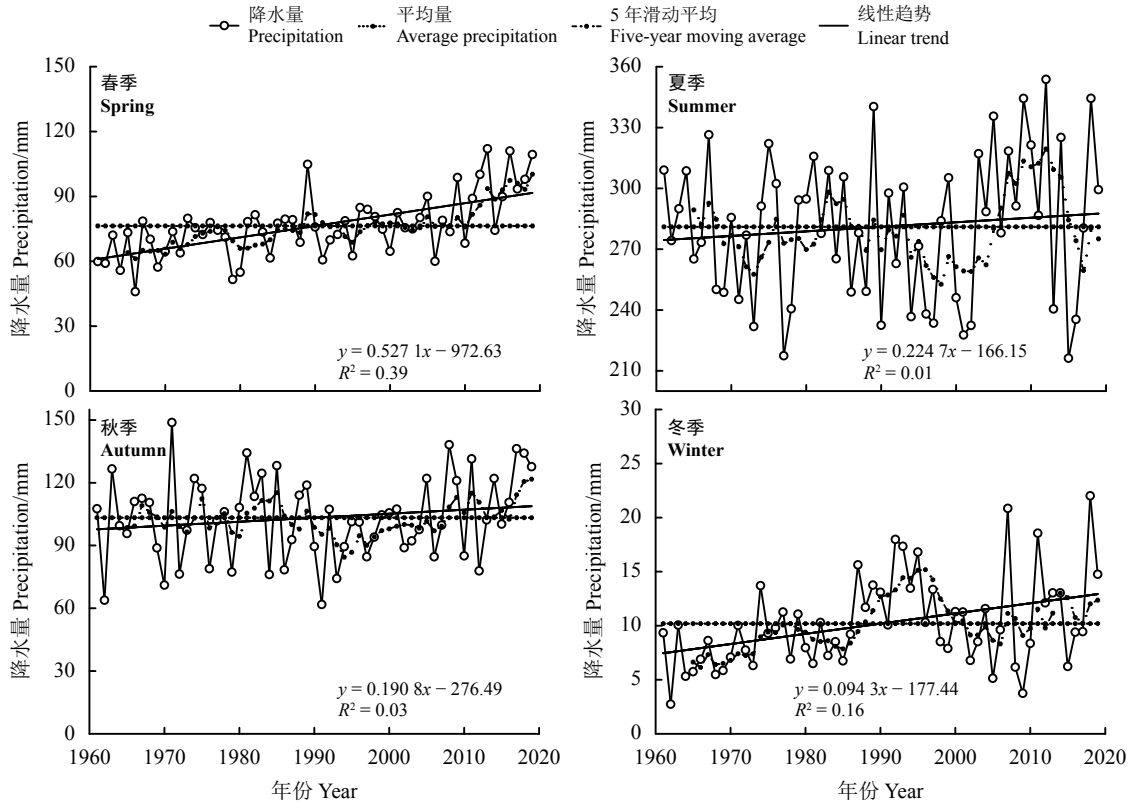 降水量 平均量 5 年滑动平均 线性趋势
Precipitation Average precipitation Five-year moving average Linear trend
降水量 Precipitation/mm
150
120
90
60
30
0
春季
Spring
y = 0.527 1x − 972.63
R² = 0.39
降水量 Precipitation/mm
360
330
300
270
240
210
夏季
Summer
y = 0.224 7x − 166.15
R² = 0.01
降水量 Precipitation/mm
150
120
90
60
30
0
秋季
Autumn
y = 0.190 8x − 276.49
R² = 0.03
1960 1970 1980 1990 2000 2010 2020
年份 Year
降水量 Precipitation/mm
30
25
20
15
10
5
0
冬季
Winter
y = 0.094 3x − 177.44
R² = 0.16
1960 1970 1980 1990 2000 2010 2020
年份 Year